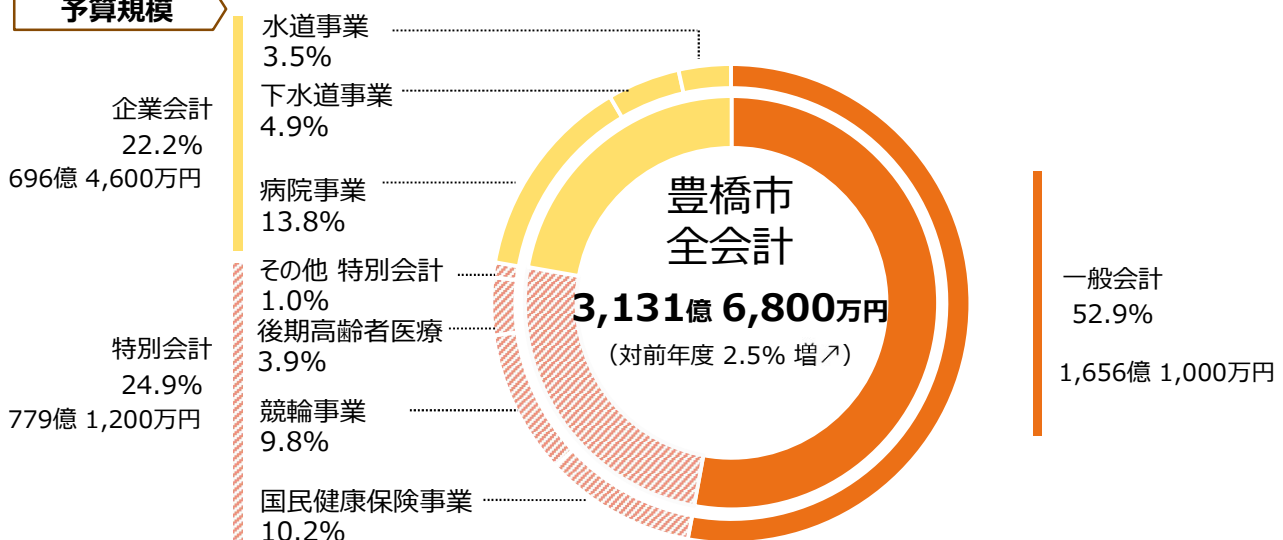 予算規模
水道事業
3.5%
下水道事業
4.9%
企業会計
22.2%
696億 4,600万円
病院事業
13.8%
その他 特別会計
1.0%
後期高齢者医療
3.9%
特別会計
24.9%
779億 1,200万円
競輪事業
9.8%
国民健康保険事業
10.2%
豊橋市
全会計
3,131億 6,800万円
（対前年度 2.5% 増↗）
一般会計
52.9%
1,656億 1,000万円